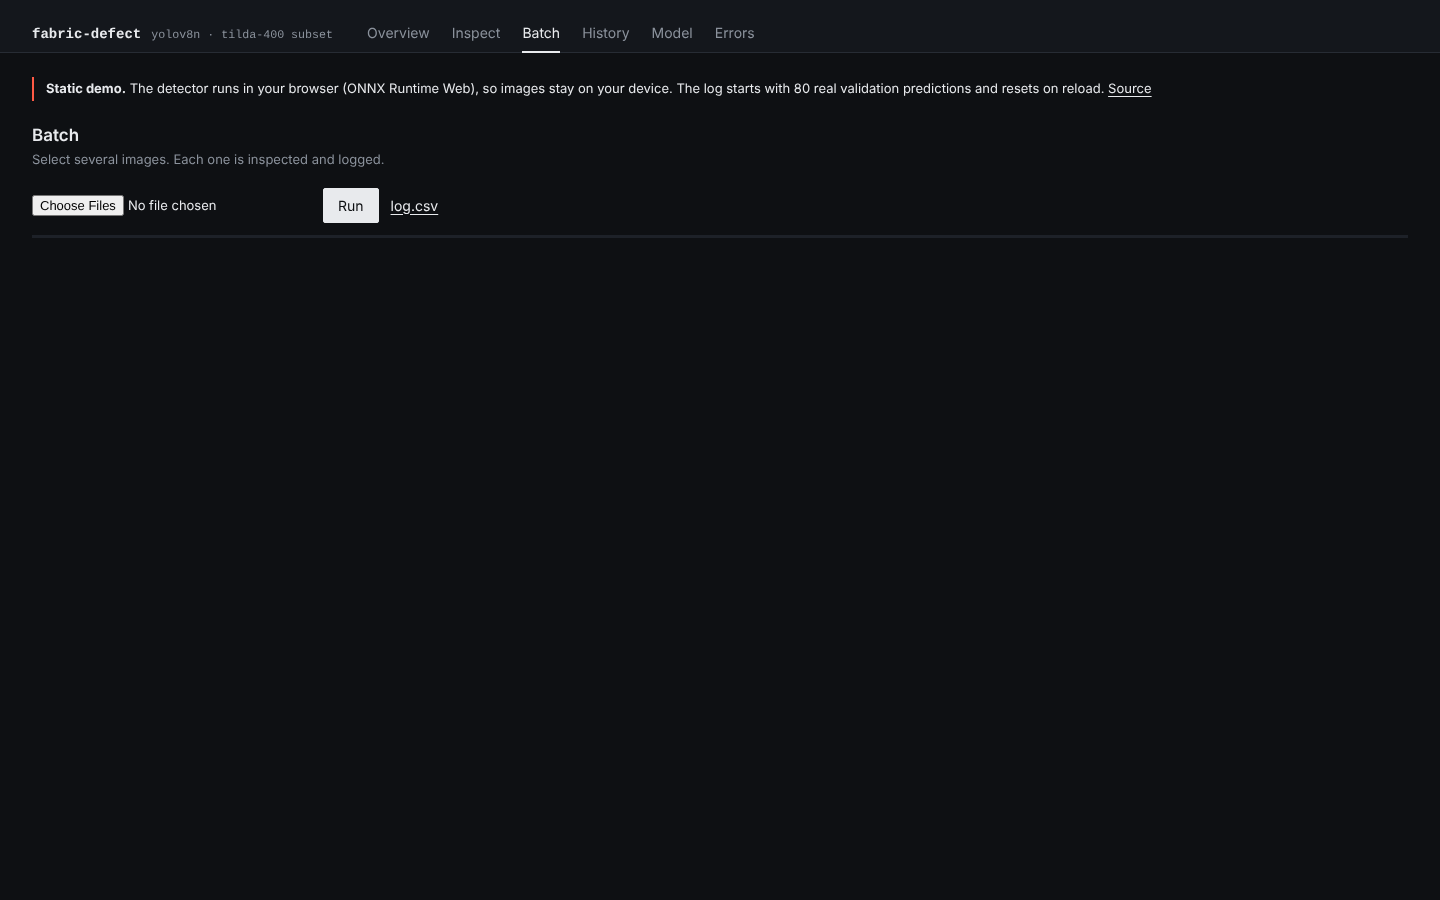 fabric-defect yolov8n · tilda-400 subset Overview Inspect Batch History Model Errors
Static demo. The detector runs in your browser (ONNX Runtime Web), so images stay on your device. The log starts with 80 real validation predictions and resets on reload. Source
Batch
Select several images. Each one is inspected and logged.
Choose Files No file chosen Run log.csv